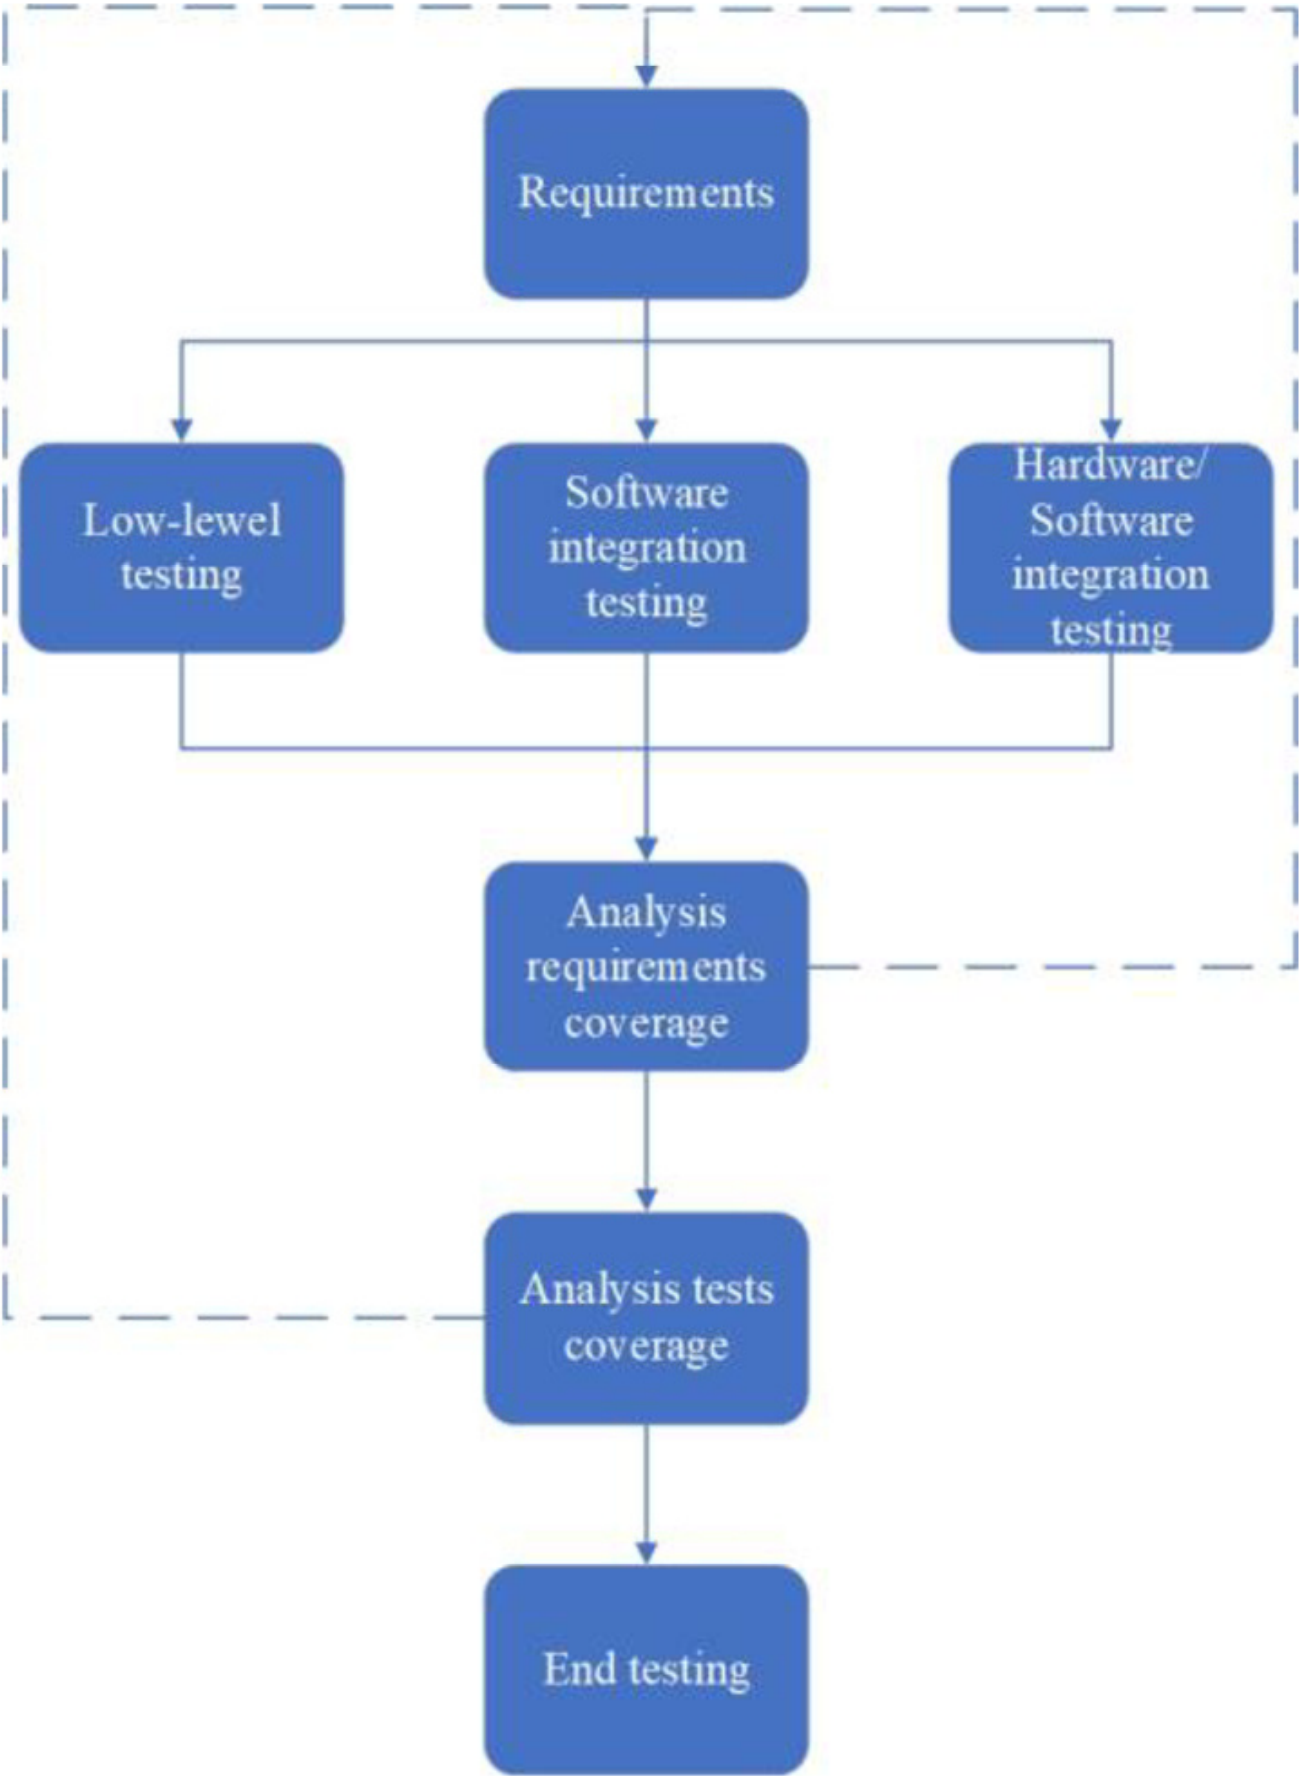 Requirements
Low-lewel
testing
Software
integration
testing
Hardware/
Software
integration
testing
Analysis
requirements
coverage
Analysis tests
coverage
End testing